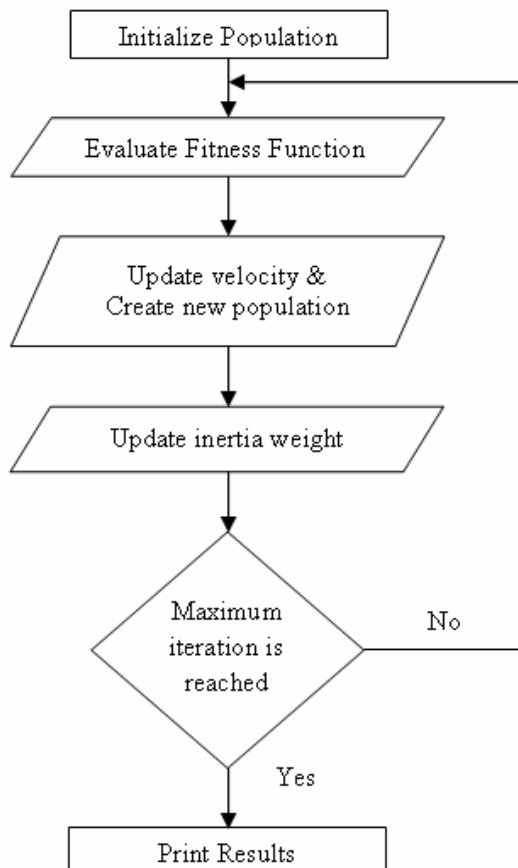 Initialize Population
Evaluate Fitness Function
Update velocity &
Create new population
Update inertia weight
Maximum
iteration is
reached
No
Yes
Print Results